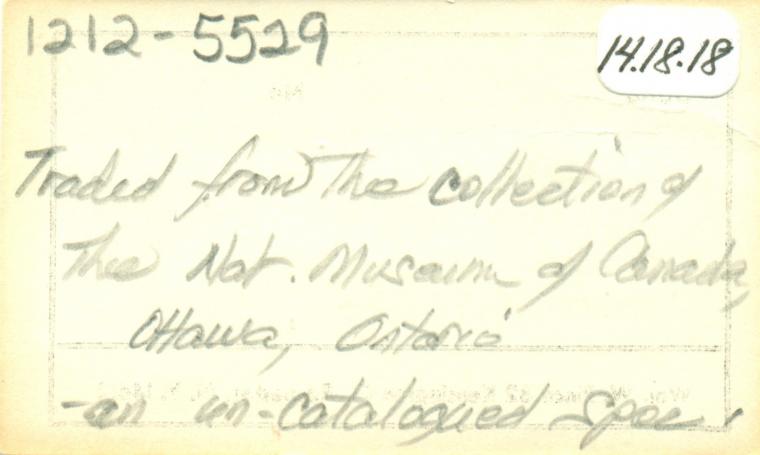 1212-5529
14.18.18
Traded from the collection of
the Nat. Museum of Canada,
Ottawa, Ontario
-an un-catalogued spec.